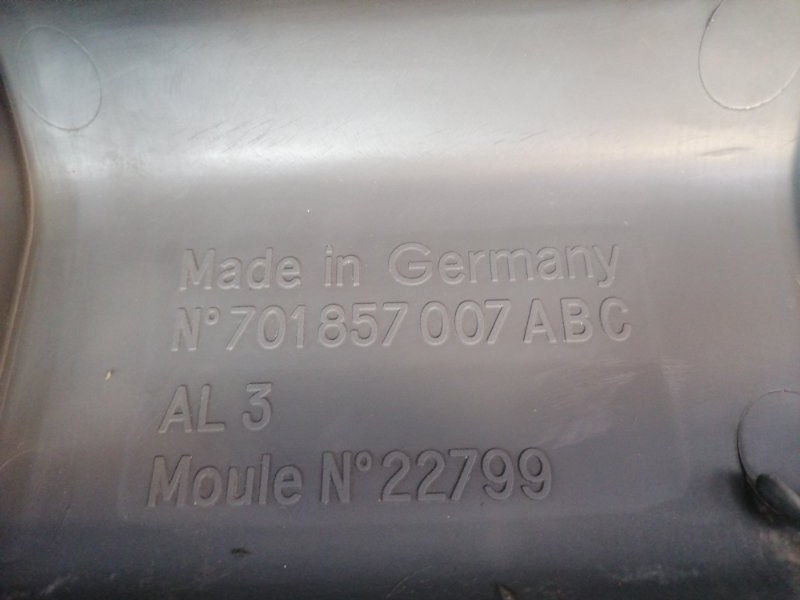 Made in Germany
N° 701 857 007 ABC
AL 3
Moule N° 22799